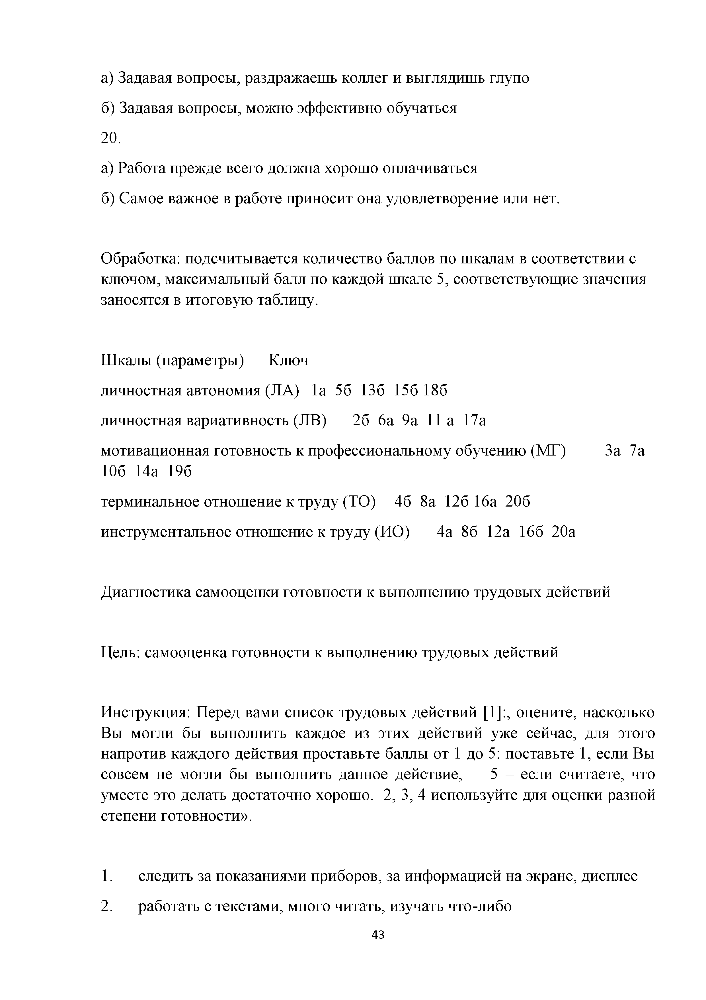 а) Задавая вопросы, раздражаешь коллег и выглядишь глупо
б) Задавая вопросы, можно эффективно обучаться
20.
а) Работа прежде всего должна хорошо оплачиваться
б) Самое важное в работе приносит она удовлетворение или нет.
Обработка: подсчитывается количество баллов по шкалам в соответствии с
ключом, максимальный балл по каждой шкале 5, соответствующие значения
заносятся в итоговую таблицу.
Шкалы (параметры) Ключ
личностная автономия (ЛА) 1а 5б 13б 15б 18б
личностная вариативность (ЛВ) 2б 6а 9а 11 а 17а
мотивационная готовность к профессиональному обучению (МГ) 3а 7а
10б 14а 19б
терминальное отношение к труду (ТО) 4б 8а 12б 16а 20б
инструментальное отношение к труду (ИО) 4а 8б 12а 16б 20а
Диагностика самооценки готовности к выполнению трудовых действий
Цель: самооценка готовности к выполнению трудовых действий
Инструкция: Перед вами список трудовых действий [1]:, оцените, насколько
Вы могли бы выполнить каждое из этих действий уже сейчас, для этого
напротив каждого действия проставьте баллы от 1 до 5: поставьте 1, если Вы
совсем не могли бы выполнить данное действие, 5 – если считаете, что
умеете это делать достаточно хорошо. 2, 3, 4 используйте для оценки разной
степени готовности».
1. следить за показаниями приборов, за информацией на экране, дисплее
2. работать с текстами, много читать, изучать что-либо
43